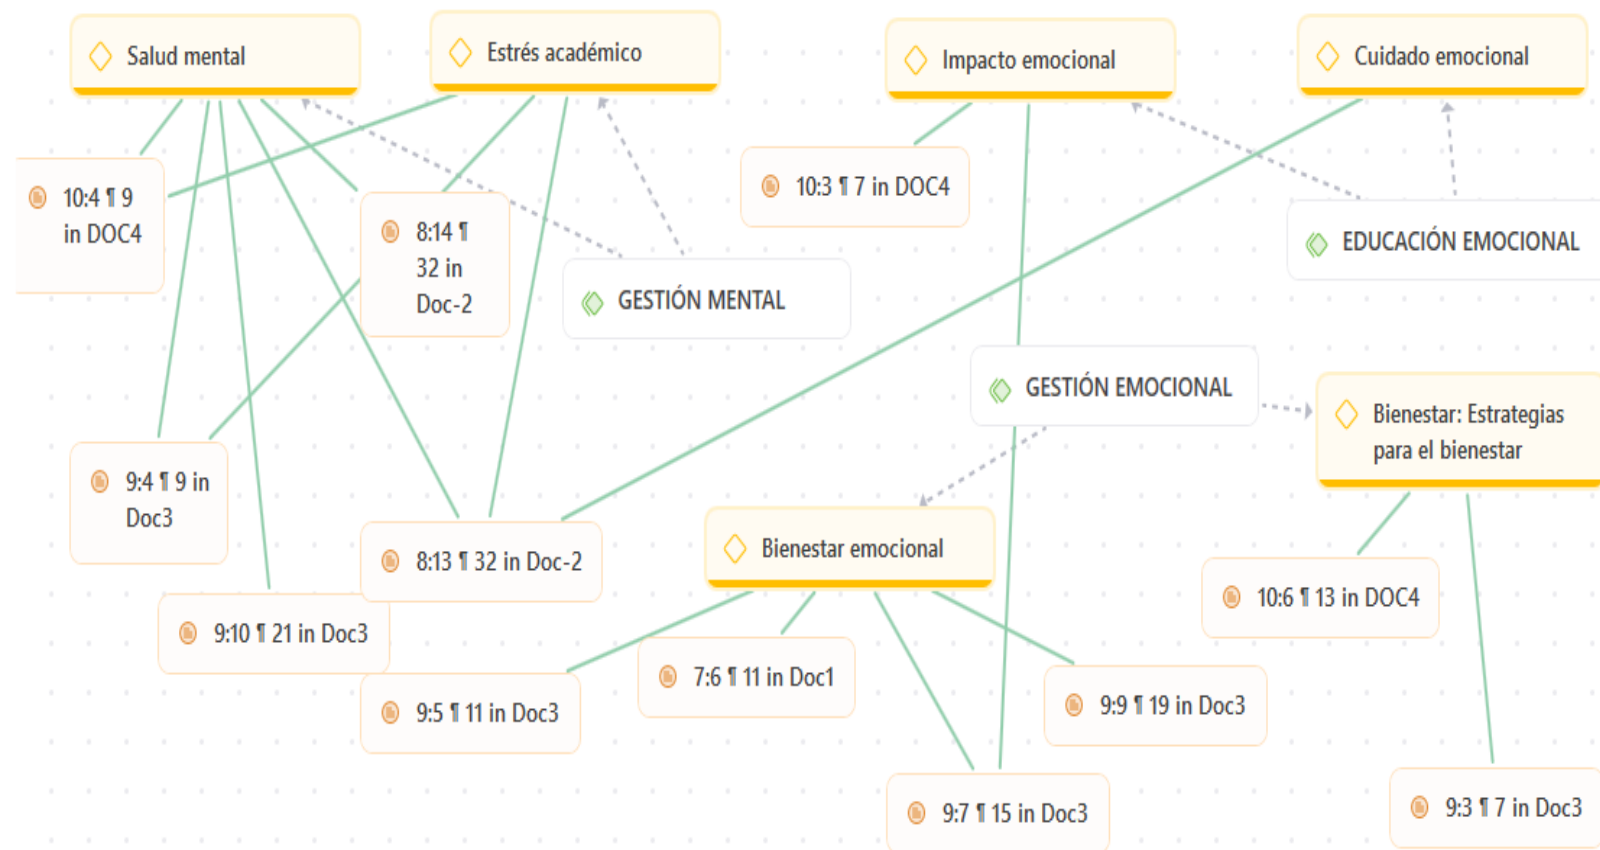 Salud mental
Estrés académico
Impacto emocional
Cuidado emocional
10:4 ¶ 9
in DOC4
8:14 ¶
32 in
Doc-2
10:3 ¶ 7 in DOC4
EDUCACIÓN EMOCIONAL
GESTIÓN MENTAL
GESTIÓN EMOCIONAL
Bienestar: Estrategias
para el bienestar
9:4 ¶ 9 in
Doc3
8:13 ¶ 32 in Doc-2
Bienestar emocional
10:6 ¶ 13 in DOC4
9:10 ¶ 21 in Doc3
7:6 ¶ 11 in Doc1
9:5 ¶ 11 in Doc3
9:9 ¶ 19 in Doc3
9:7 ¶ 15 in Doc3
9:3 ¶ 7 in Doc3